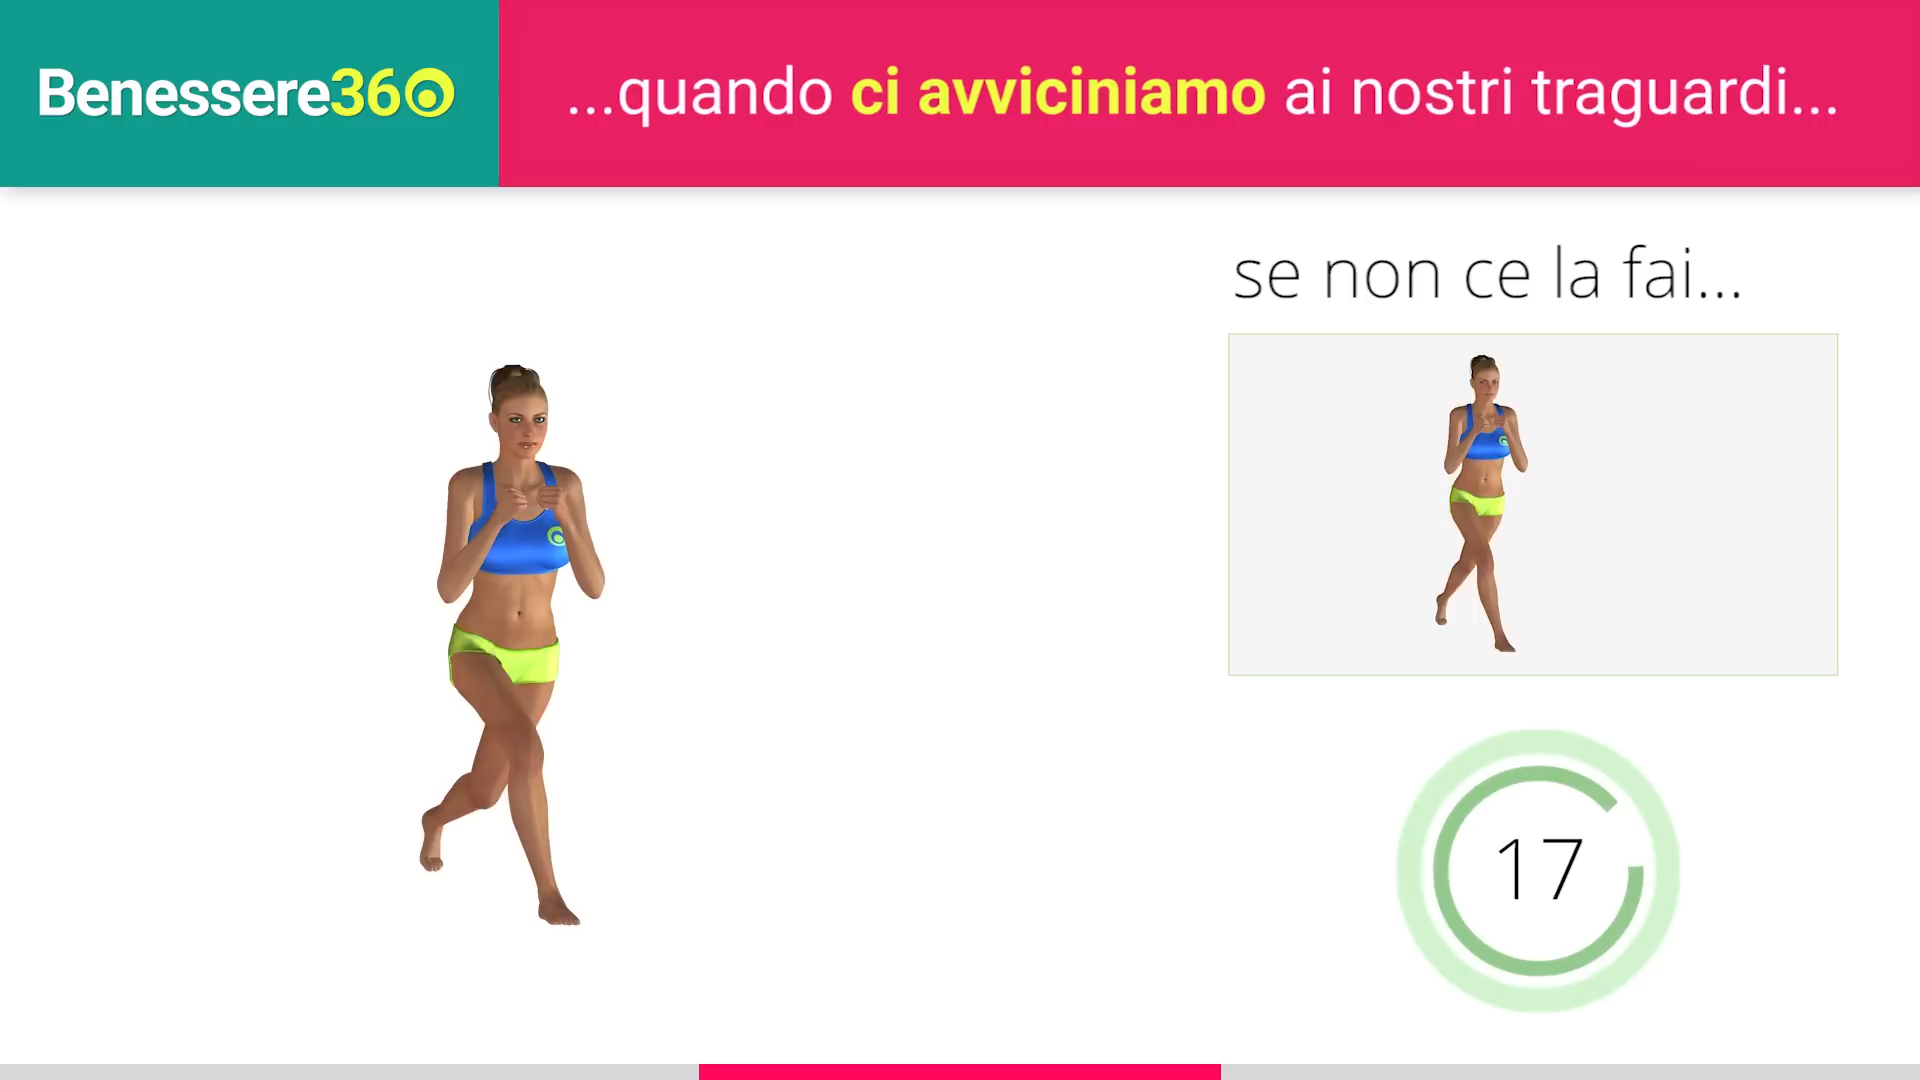 Benessere360
...quando ci avviciniamo ai nostri traguardi...
se non ce la fai...
17